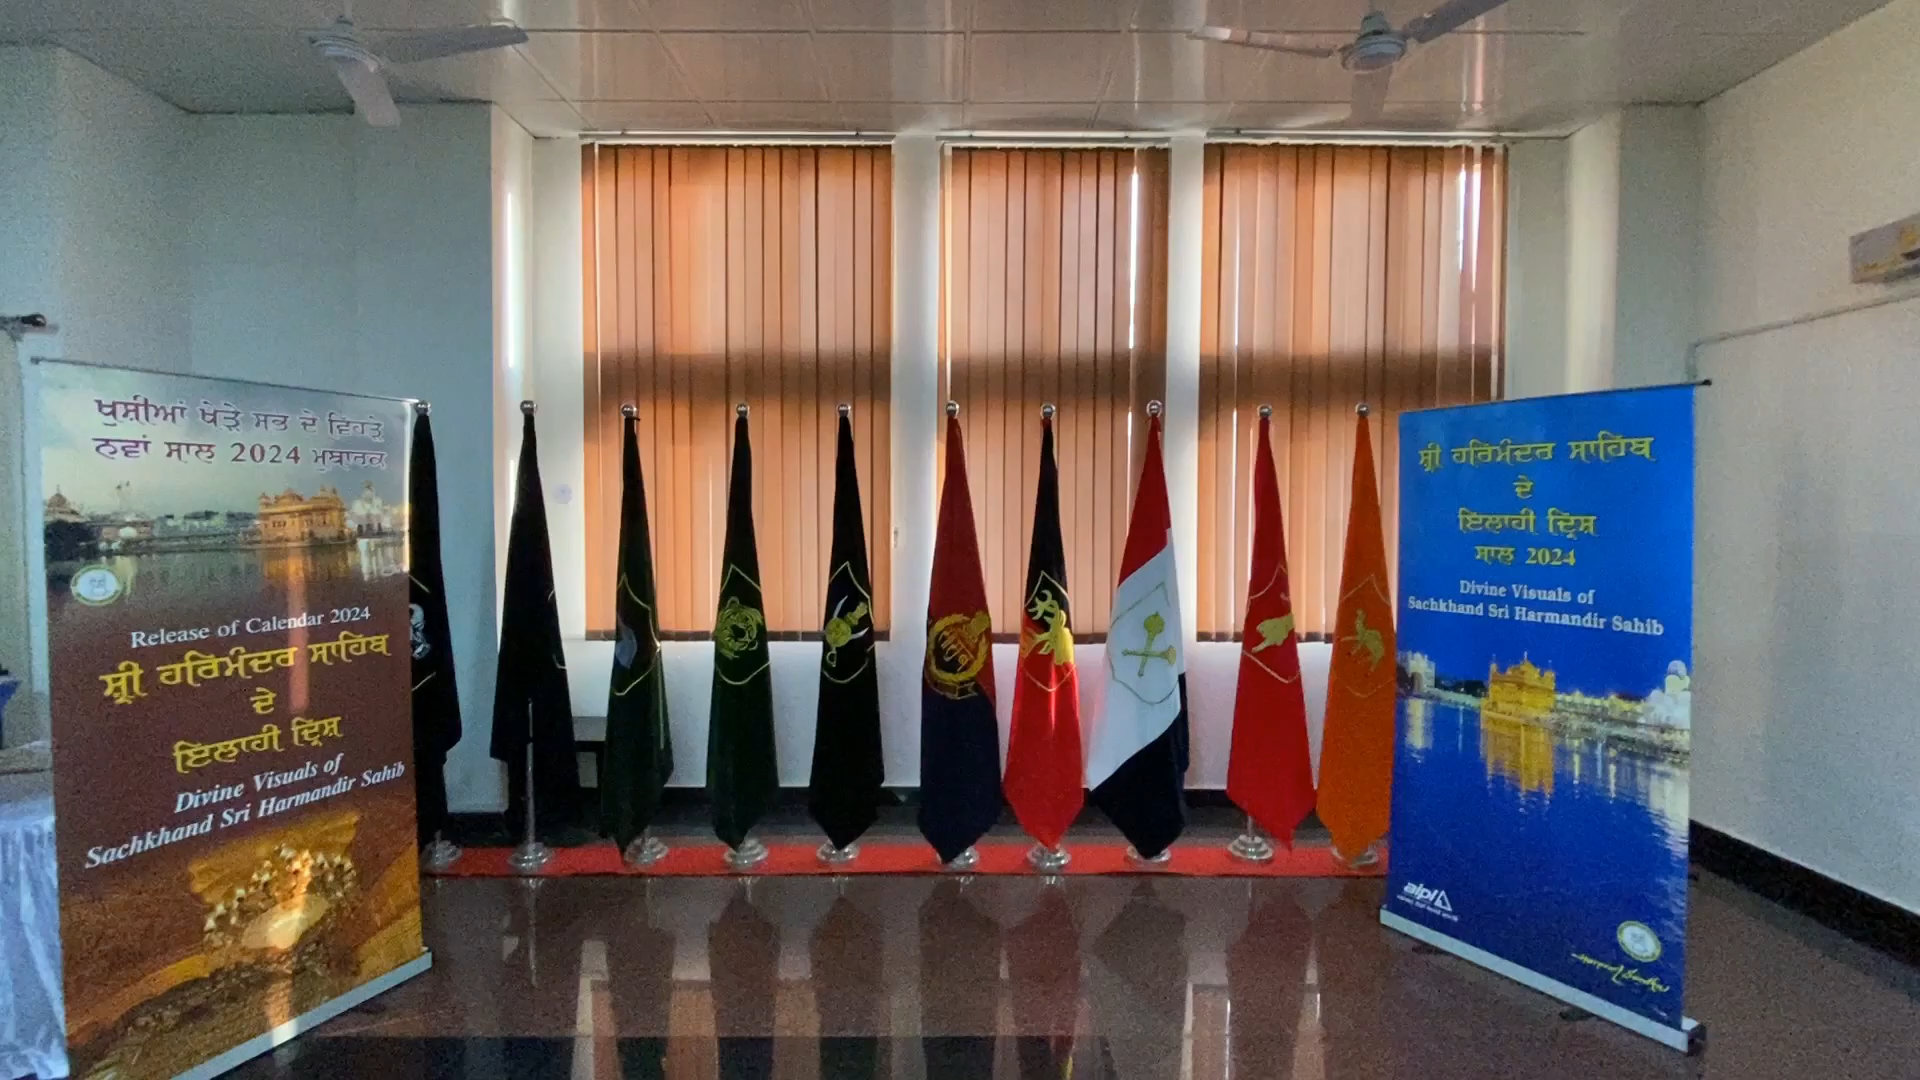 ਖੁਸ਼ੀਆਂ ਖੇੜੇ ਸਭ ਦੇ ਵਿਹੜੇ
ਨਵਾਂ ਸਾਲ 2024 ਮੁਬਾਰਕ
Release of Calendar 2024
ਸ਼੍ਰੀ ਹਰਿਮੰਦਰ ਸਾਹਿਬ
ਦੇ
ਇਲਾਹੀ ਦ੍ਰਿਸ਼
Divine Visuals of
Sachkhand Sri Harmandir Sahib
ਸ਼੍ਰੀ ਹਰਿਮੰਦਰ ਸਾਹਿਬ
ਦੇ
ਇਲਾਹੀ ਦ੍ਰਿਸ਼
ਸਾਲ 2024
Divine Visuals of
Sachkhand Sri Harmandir Sahib
aipl